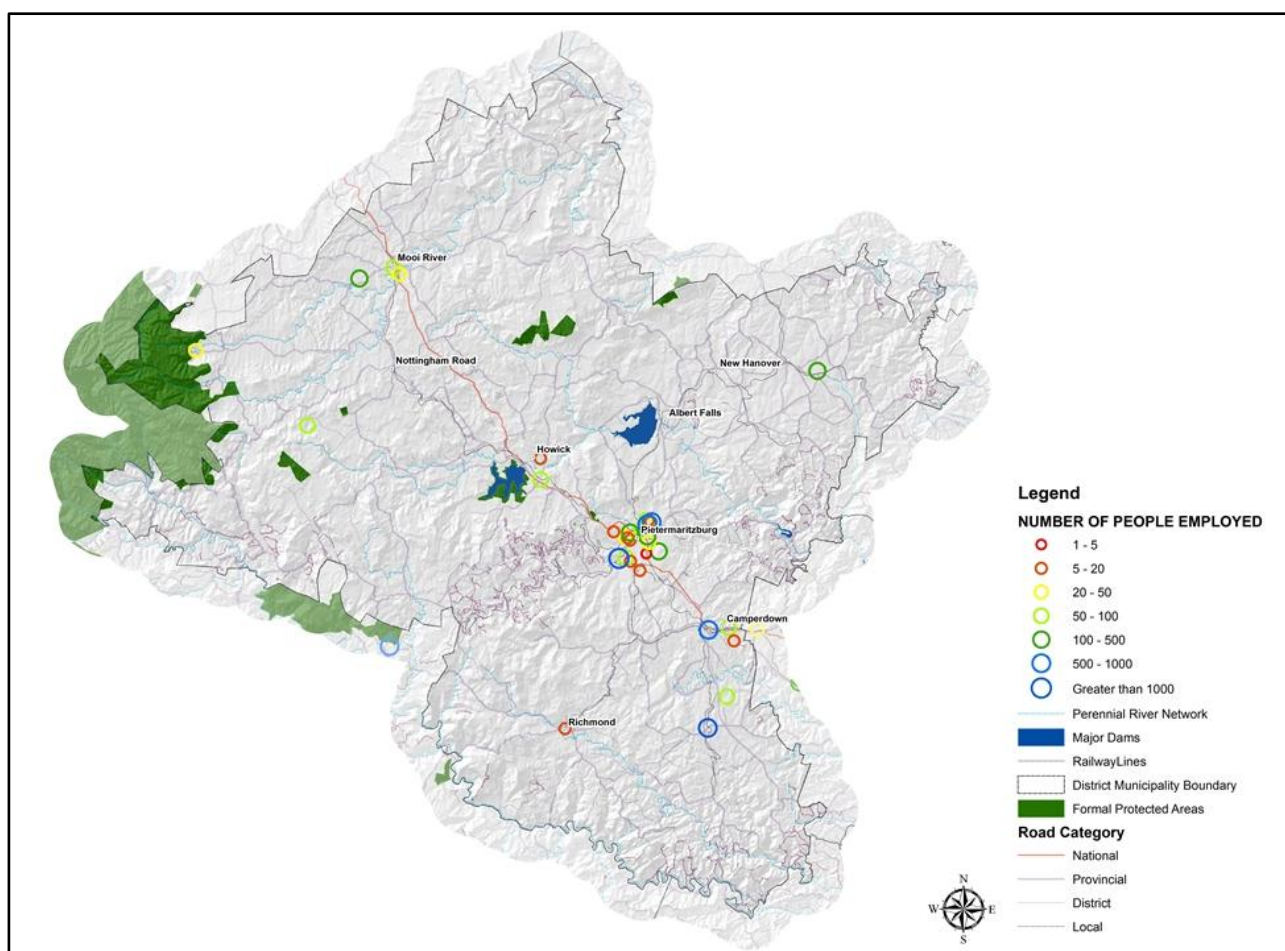 Mooi River
Nottingham Road
New Hanover
Albert Falls
Howick
Pietermaritzburg
Camperdown
Richmond
Legend
NUMBER OF PEOPLE EMPLOYED
1 - 5
5 - 20
20 - 50
50 - 100
100 - 500
500 - 1000
Greater than 1000
Perennial River Network
Major Dams
RailwayLines
District Municipality Boundary
Formal Protected Areas
Road Category
National
Provincial
District
Local
N
W E
S